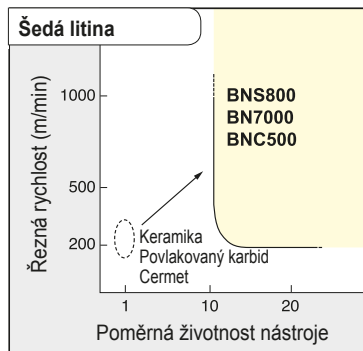 Šedá litina
Řezná rychlost (m/min)
1000
500
200
BNS800
BN7000
BNC500
Keramika
Povlakovaný karbid
Cermet
1 10 20
Poměrná životnost nástroje